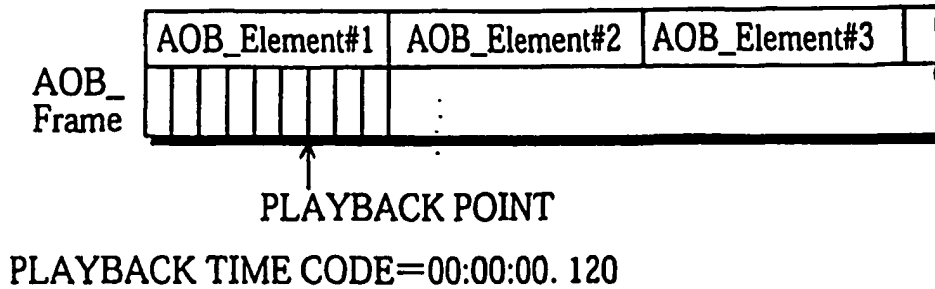 AOB_Element#1 AOB_Element#2 AOB_Element#3
AOB_
Frame
PLAYBACK POINT
PLAYBACK TIME CODE=00:00:00. 120